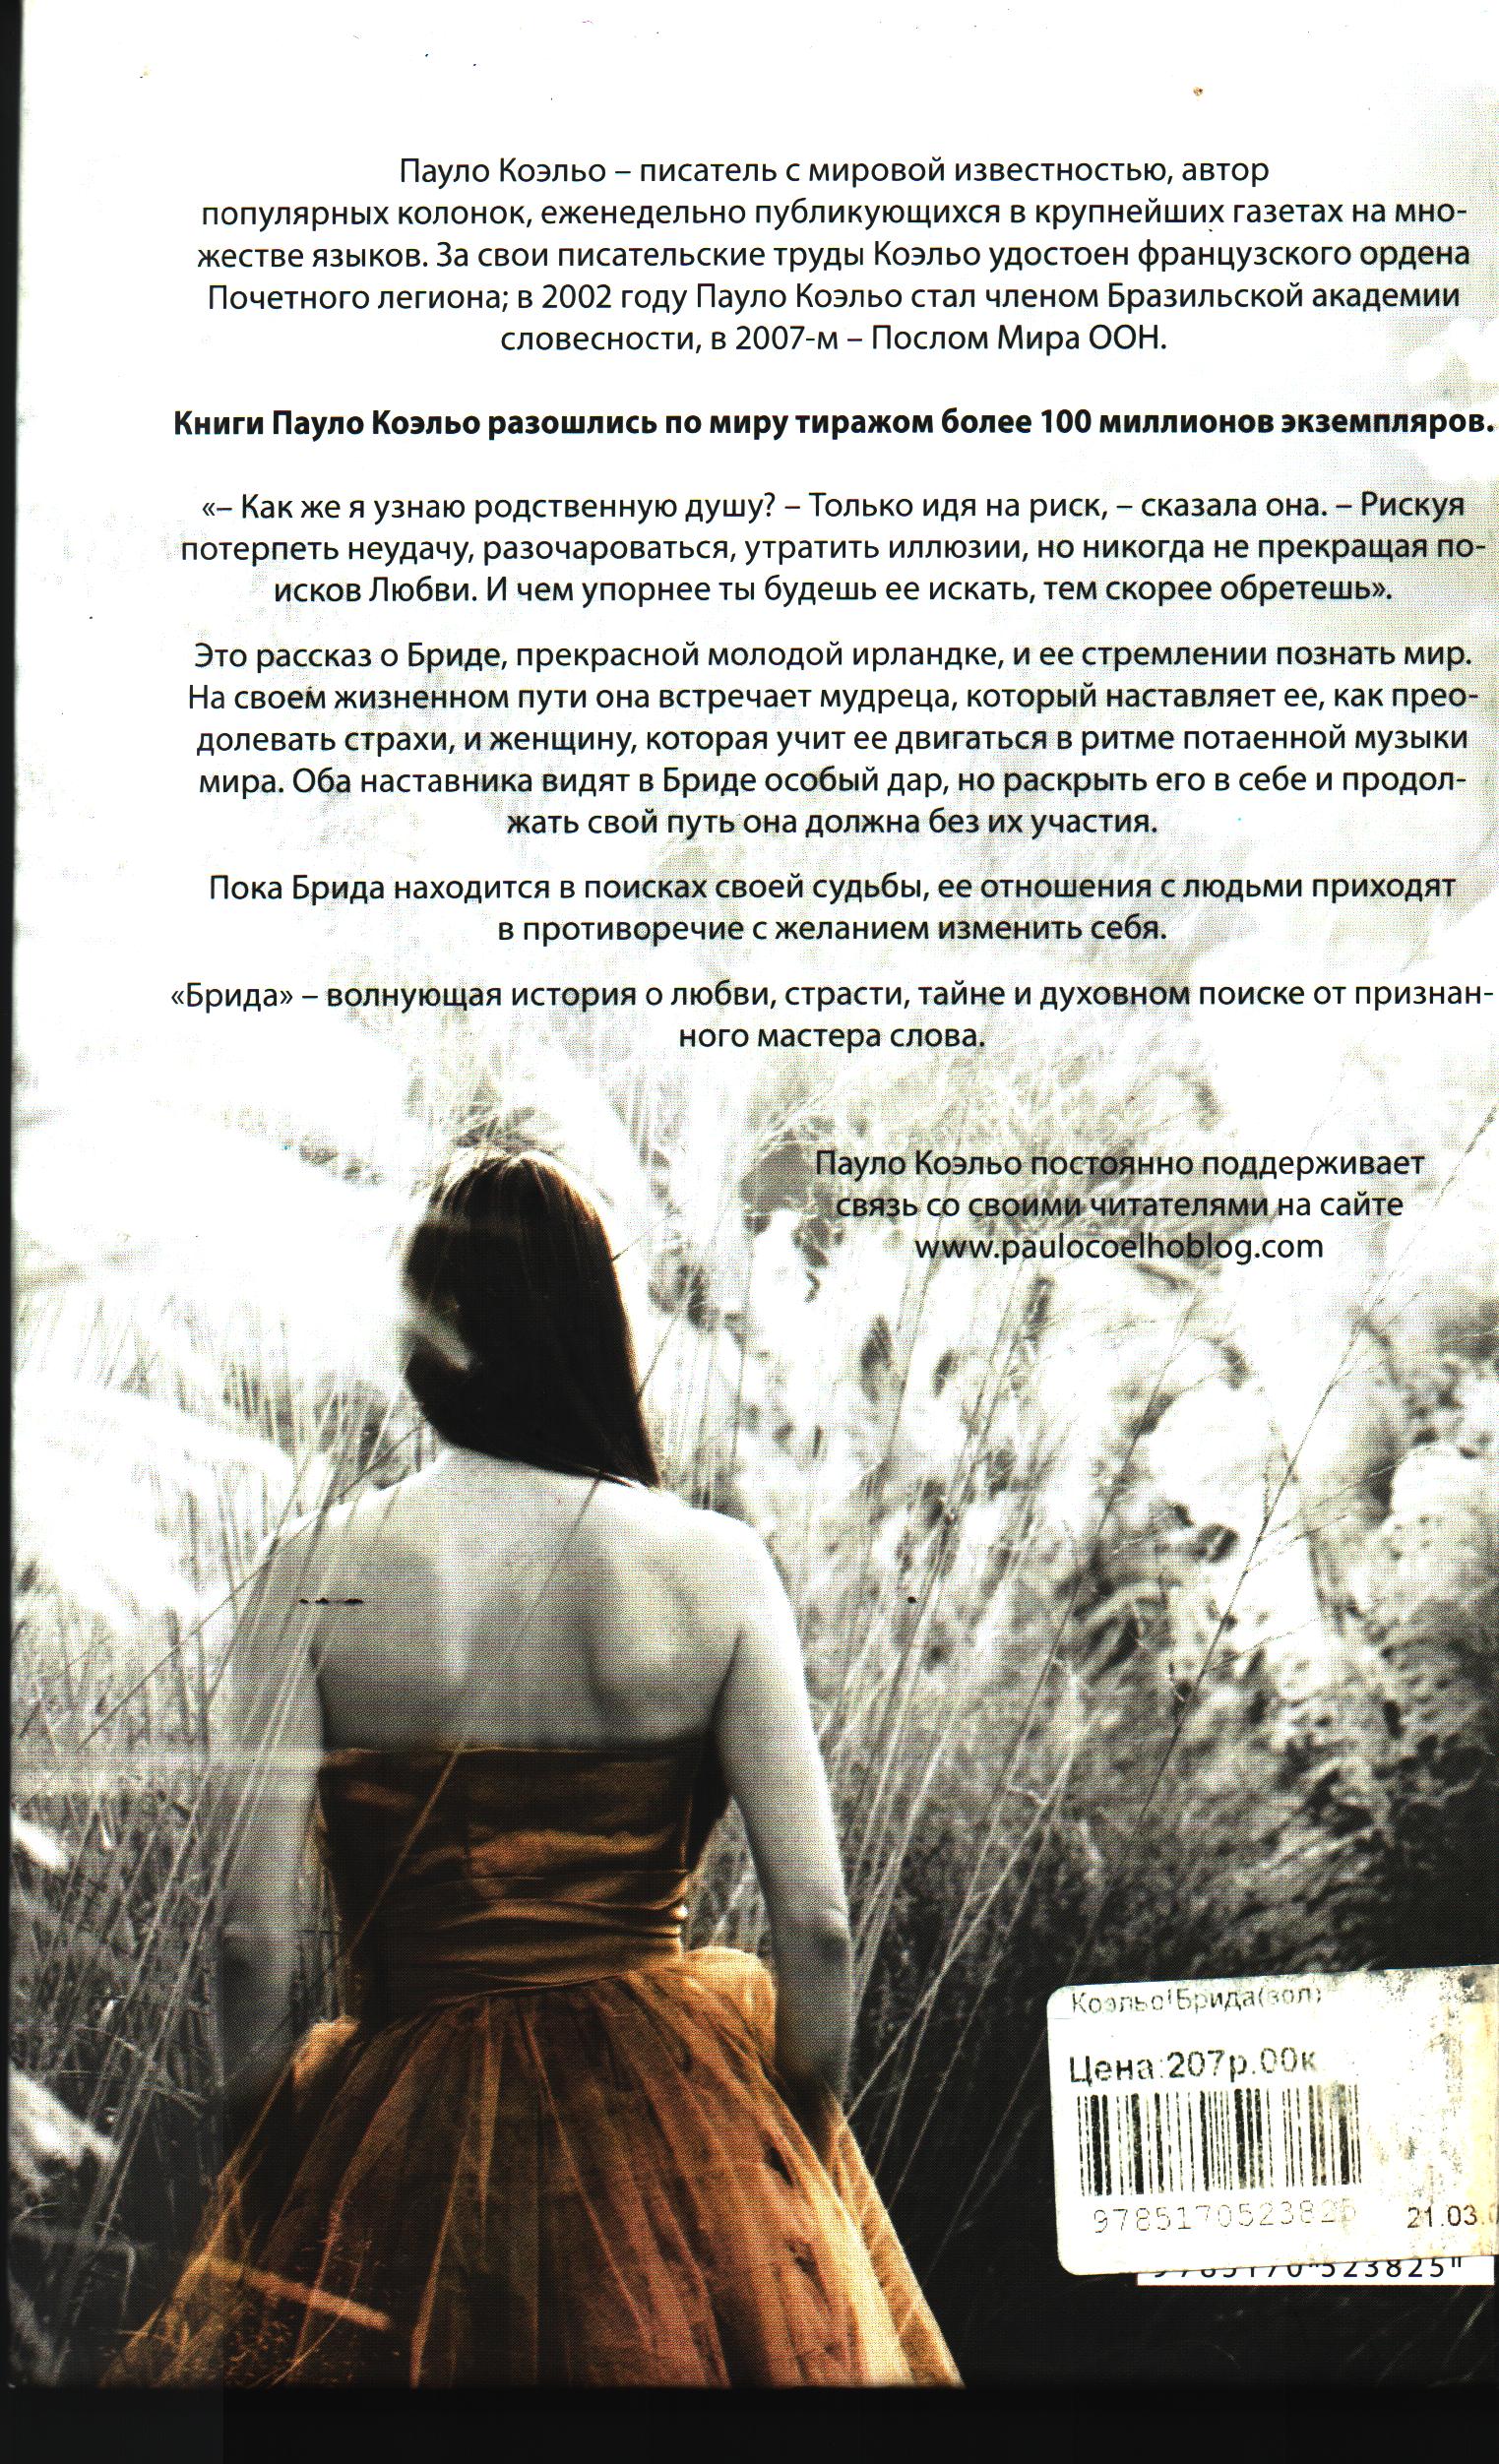 Пауло Коэльо – писатель с мировой известностью, автор
популярных колонок, еженедельно публикующихся в крупнейших газетах на мно-
жестве языков. За свои писательские труды Коэльо удостоен французского ордена
Почетного легиона; в 2002 году Пауло Коэльо стал членом Бразильской академии
словесности, в 2007-м – Послом Мира ООН.
Книги Пауло Коэльо разошлись по миру тиражом более 100 миллионов экземпляров.
«– Как же я узнаю родственную душу? – Только идя на риск, – сказала она. – Рискуя
потерпеть неудачу, разочароваться, утратить иллюзии, но никогда не прекращая по-
исков Любви. И чем упорнее ты будешь ее искать, тем скорее обретешь».
Это рассказ о Бриде, прекрасной молодой ирландке, и ее стремлении познать мир.
На своем жизненном пути она встречает мудреца, который наставляет ее, как прео-
долевать страхи, и женщину, которая учит ее двигаться в ритме потаенной музыки
мира. Оба наставника видят в Бриде особый дар, но раскрыть его в себе и продол-
жать свой путь она должна без их участия.
Пока Брида находится в поисках своей судьбы, ее отношения с людьми приходят
в противоречие с желанием изменить себя.
«Брида» – волнующая история о любви, страсти, тайне и духовном поиске от признан-
ного мастера слова.
Пауло Коэльо постоянно поддерживает
связь со своими читателями на сайте
www.paulocoelhoblog.com
Коэльо!Брида(зол)
Цена:207р.00к
9785170523825
21.03.
9785170 523825"